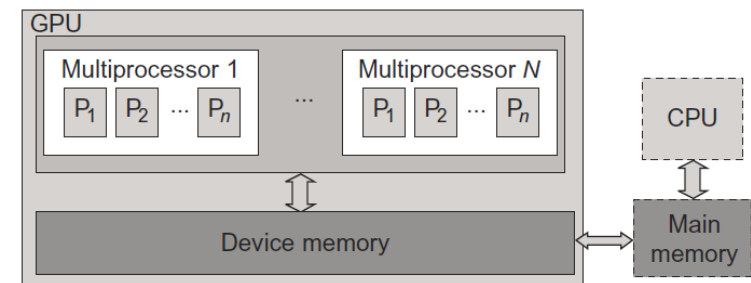 GPU
Multiprocessor 1
P1 P2 ... Pn
...
Multiprocessor N
P1 P2 ... Pn
CPU
Device memory
Main
memory